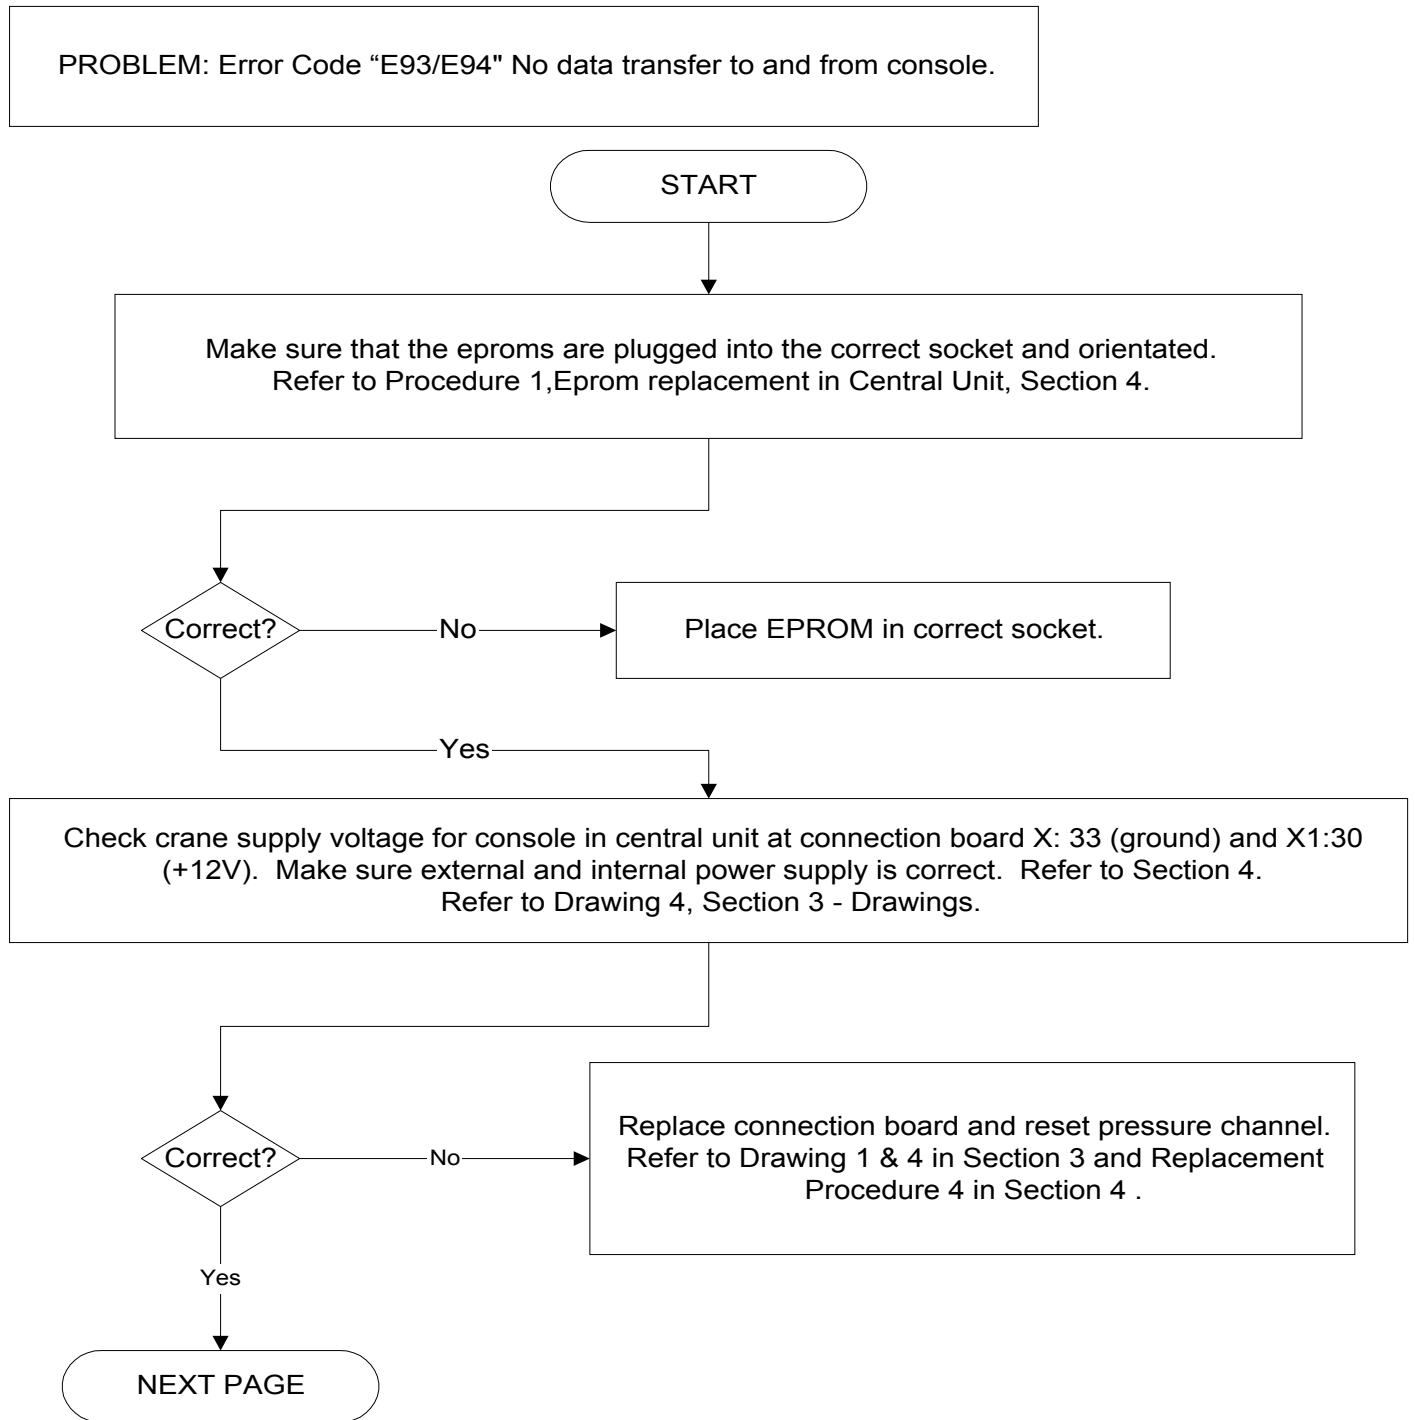 PROBLEM: Error Code “E93/E94" No data transfer to and from console.
START
Make sure that the eproms are plugged into the correct socket and orientated.
Refer to Procedure 1,Eprom replacement in Central Unit, Section 4.
Correct?
No
Place EPROM in correct socket.
Yes
Check crane supply voltage for console in central unit at connection board X: 33 (ground) and X1:30
(+12V).  Make sure external and internal power supply is correct.  Refer to Section 4.
Refer to Drawing 4, Section 3 - Drawings.
Correct?
No
Replace connection board and reset pressure channel.
Refer to Drawing 1 & 4 in Section 3 and Replacement
Procedure 4 in Section 4 .
Yes
NEXT PAGE